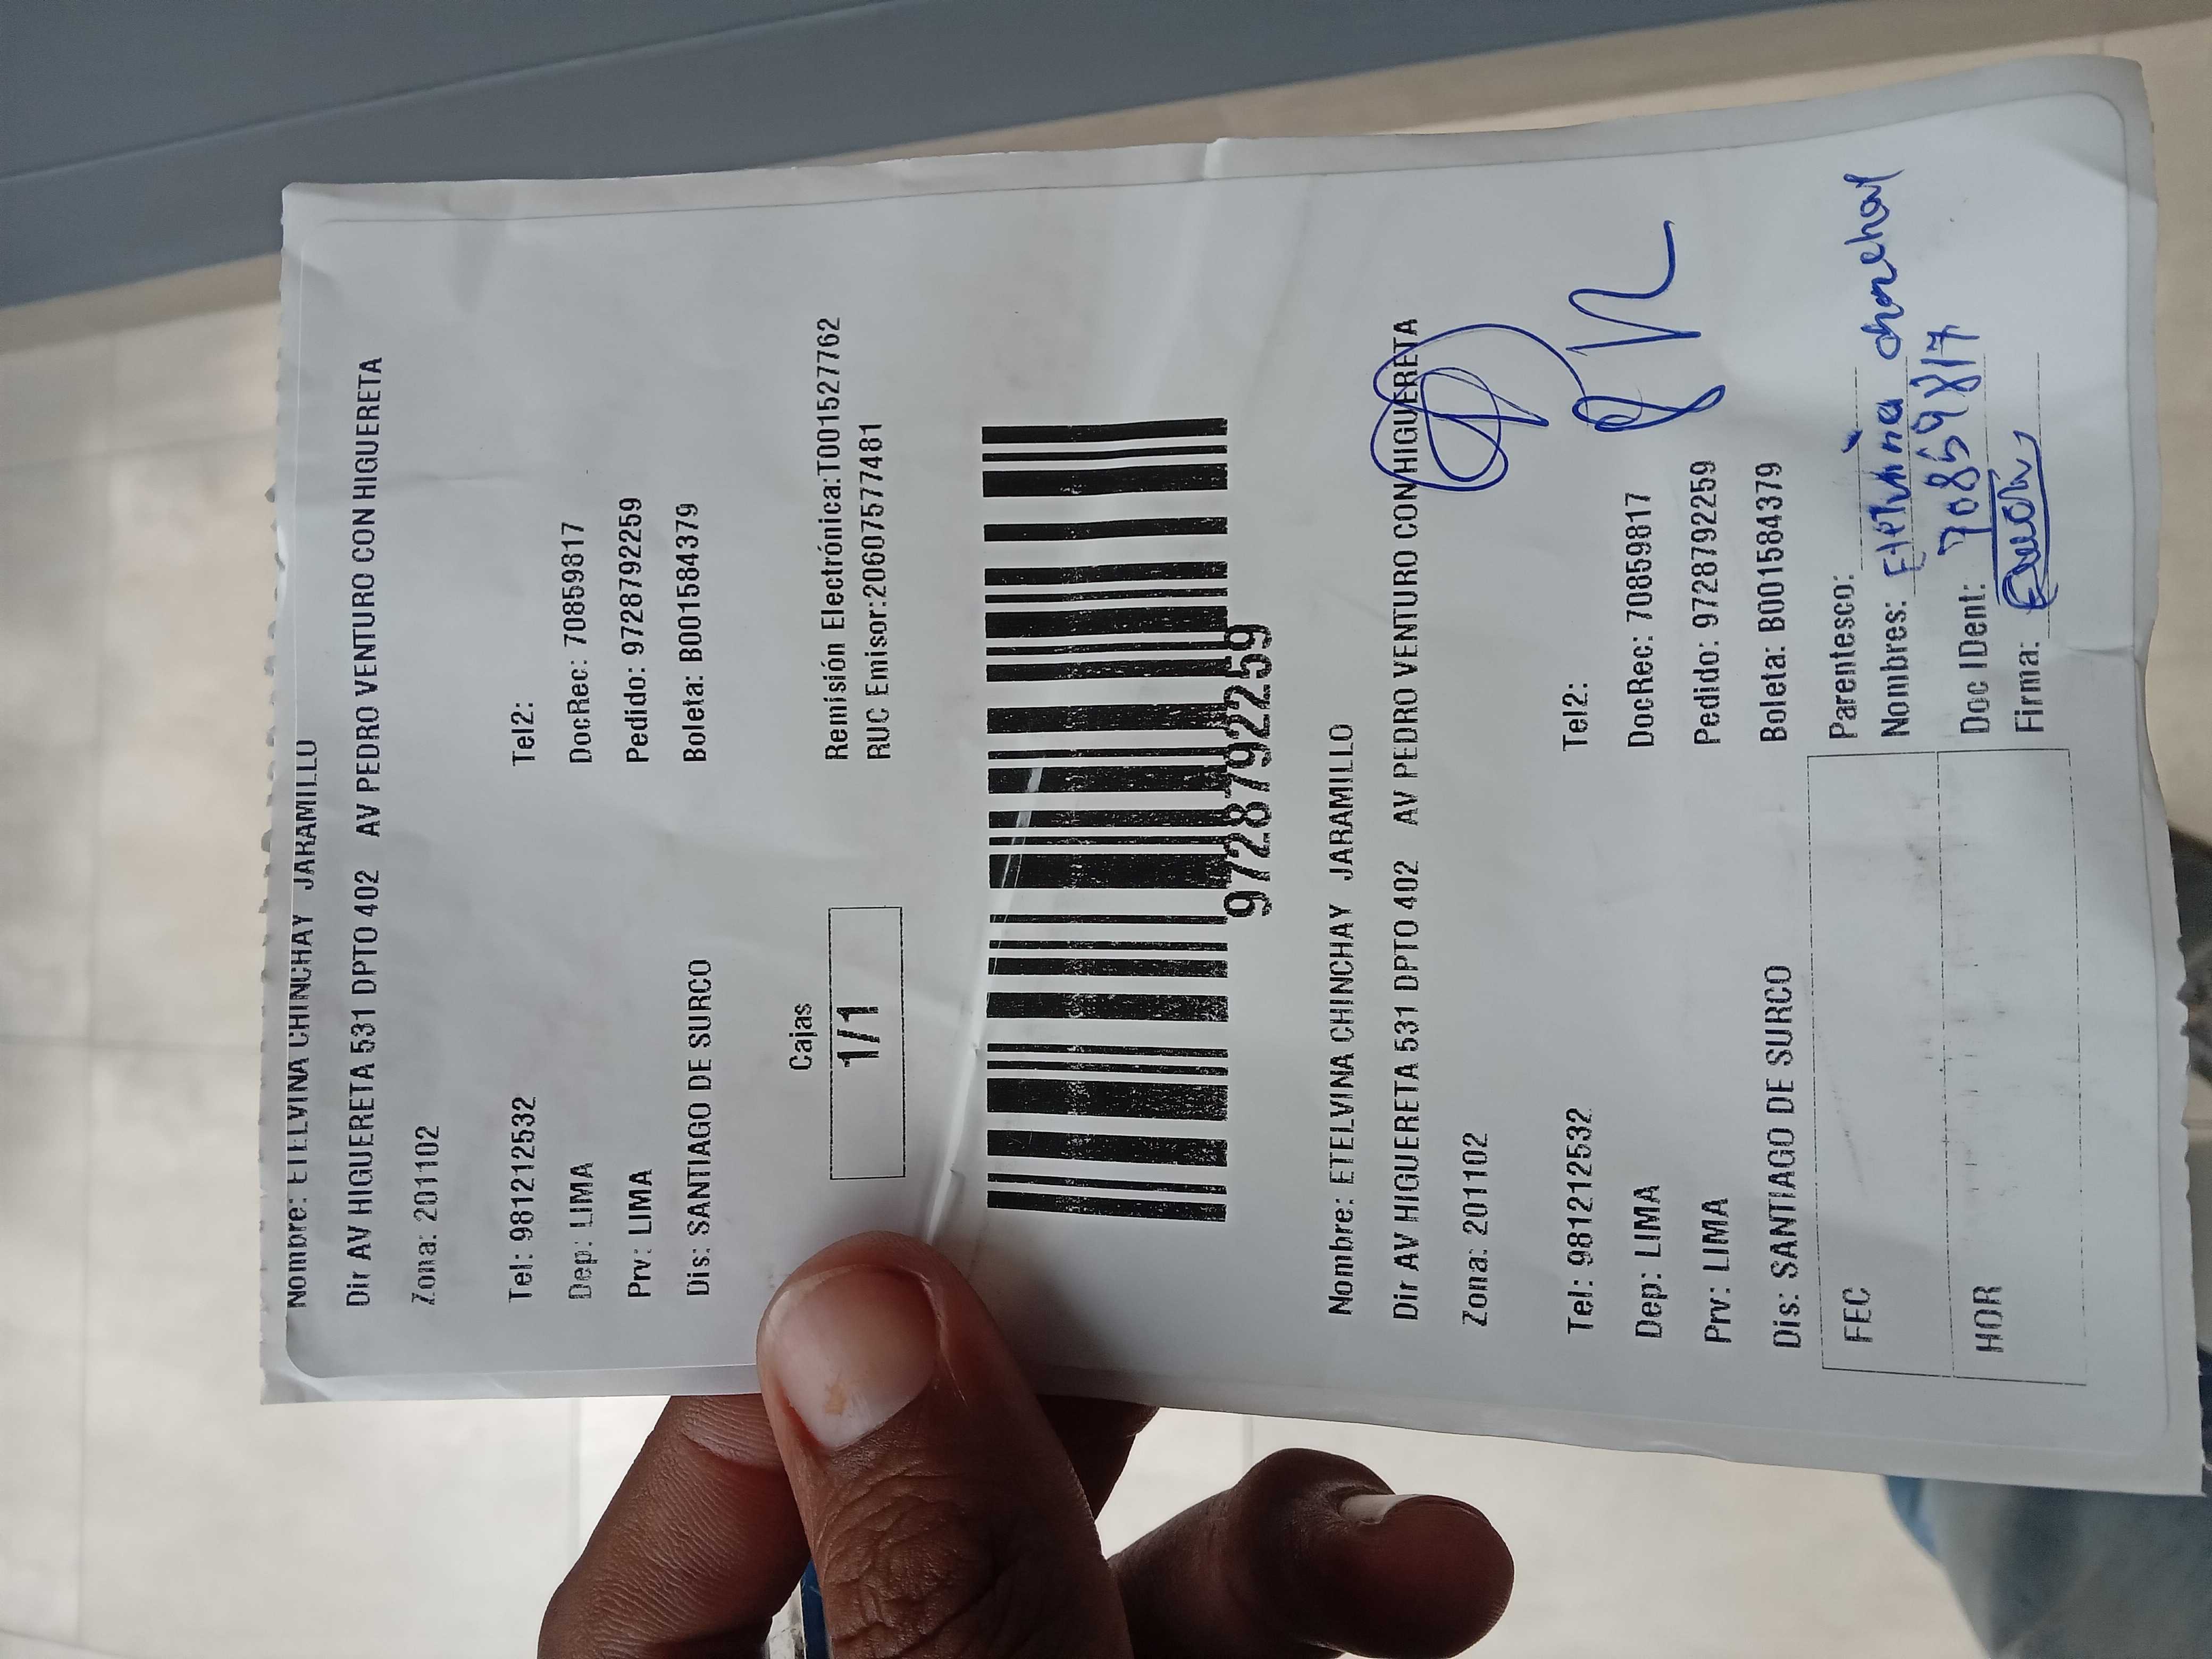 Nombre: ETELVINA CHINCHAY JARAMILLO
Dir AV HIGUERETA 531 DPTO 402 AV PEDRO VENTURO CON HIGUERETA
Zona: 201102
Tel: 981212532 Tel2:
Dep: LIMA DocRec: 70859817
Prv: LIMA Pedido: 9728792259
Dis: SANTIAGO DE SURCO Boleta: B001584379
Cajas
1/1
Remisión Electrónica:T001527762
RUC Emisor:20607577481
9728792259
Nombre: ETELVINA CHINCHAY JARAMILLO
Dir AV HIGUERETA 531 DPTO 402 AV PEDRO VENTURO CON HIGUERETA
Zona: 201102
Tel: 981212532 Tel2:
Dep: LIMA DocRec: 70859817
Prv: LIMA Pedido: 9728792259
Dis: SANTIAGO DE SURCO Boleta: B001584379
FEC
HOR
Parentesco:
Nombres: Etelvina
Doc IDent: 70859817
Firma: